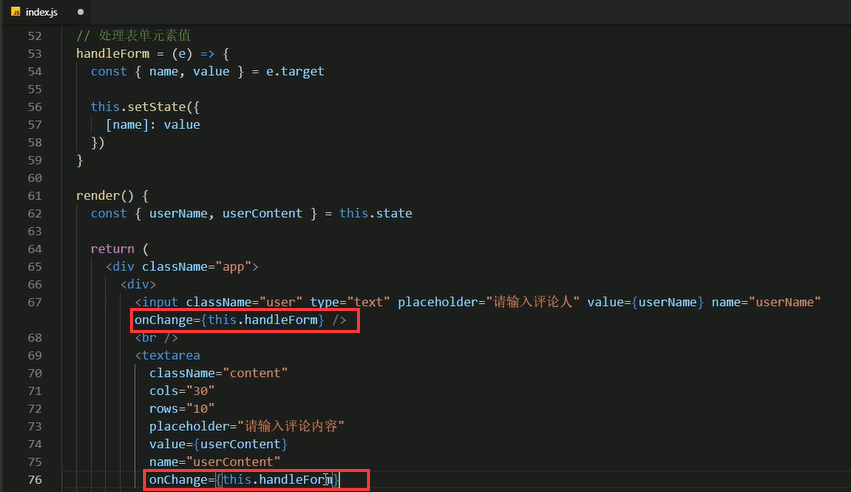 index.js
52 // 处理表单元素值
53 handleForm = (e) => {
54 const { name, value } = e.target
55
56 this.setState({
57 [name]: value
58 })
59 }
60
61 render() {
62 const { userName, userContent } = this.state
63
64 return (
65 <div className="app">
66 <div>
67 <input className="user" type="text" placeholder="请输入评论人" value={userName} name="userName"
onChange={this.handleForm} />
68 <br />
69 <textarea
70 className="content"
71 cols="30"
72 rows="10"
73 placeholder="请输入评论内容"
74 value={userContent}
75 name="userContent"
76 onChange={this.handleForm}